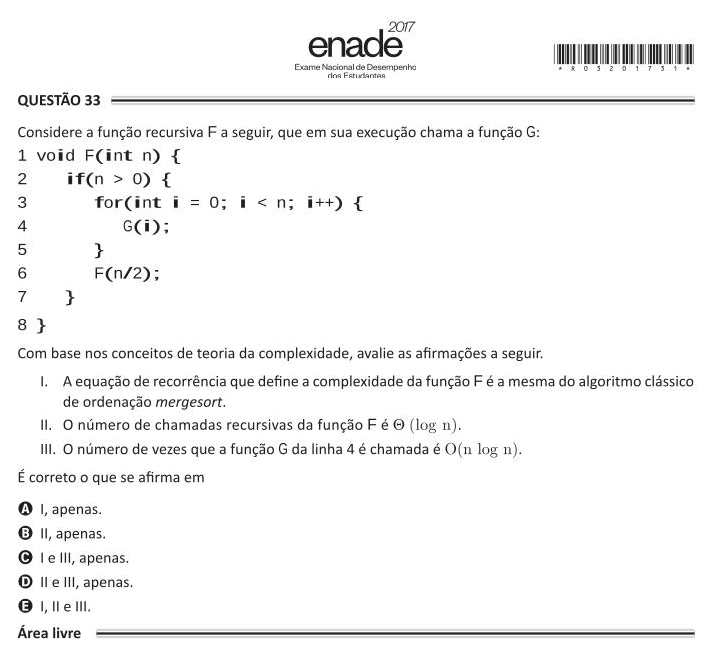 enade 2017
Exame Nacional de Desempenho
dos Estudantes
* R 0 3 2 0 1 7 3 1 *
QUESTÃO 33
Considere a função recursiva F a seguir, que em sua execução chama a função G:
1 void F(int n) {
2 if(n > 0) {
3 for(int i = 0; i < n; i++) {
4 G(i);
5 }
6 F(n/2);
7 }
8 }
Com base nos conceitos de teoria da complexidade, avalie as afirmações a seguir.
I. A equação de recorrência que define a complexidade da função F é a mesma do algoritmo clássico
de ordenação mergesort.
II. O número de chamadas recursivas da função F é Θ (log n).
III. O número de vezes que a função G da linha 4 é chamada é O(n log n).
É correto o que se afirma em
A I, apenas.
B II, apenas.
C I e III, apenas.
D II e III, apenas.
E I, II e III.
Área livre